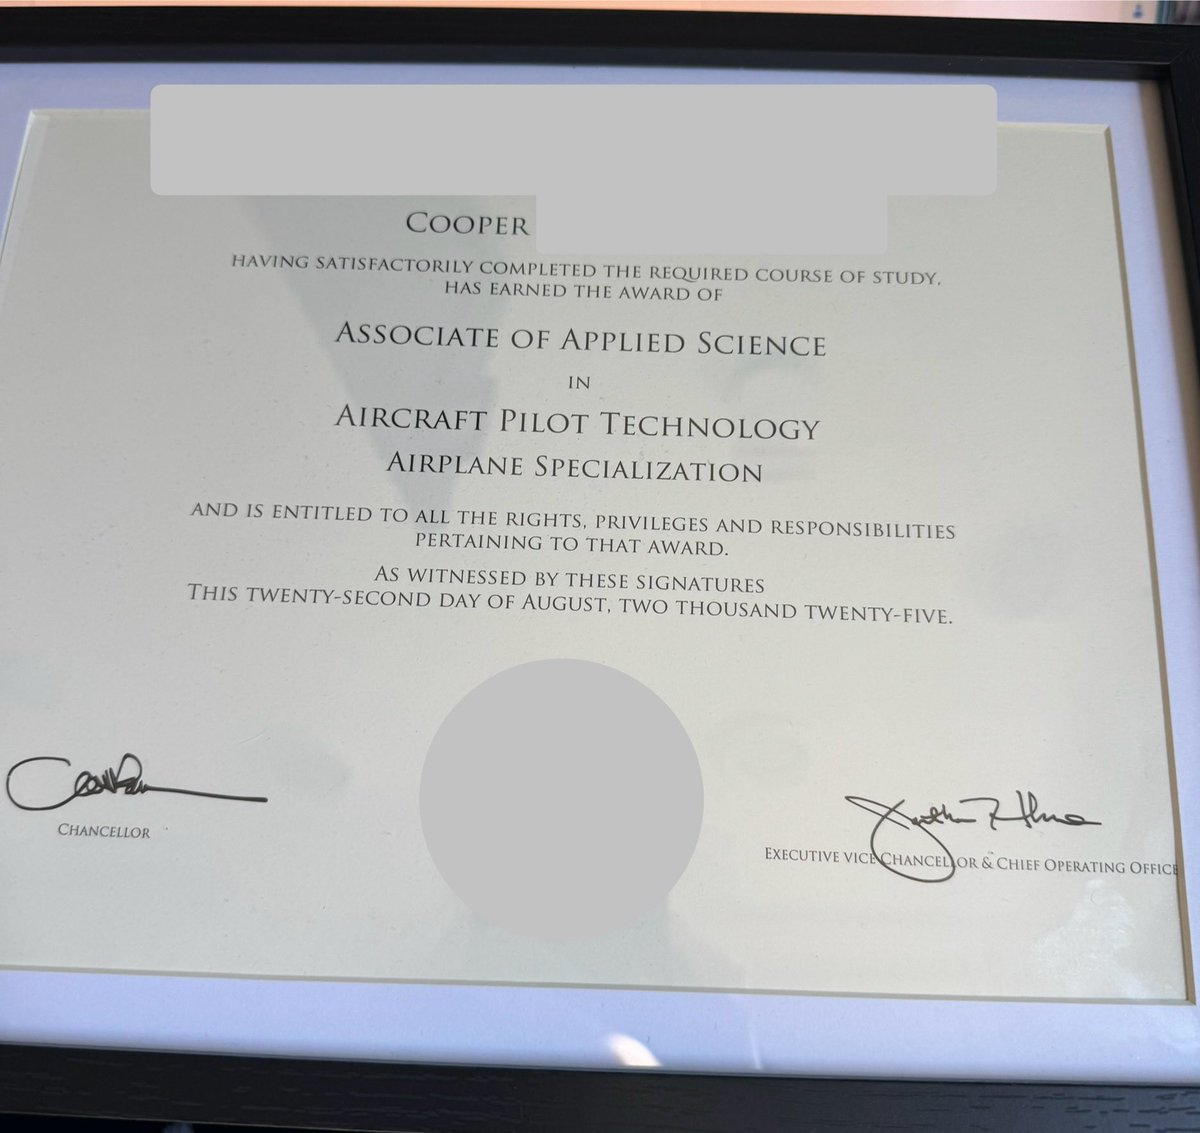 Cooper
having satisfactorily completed the required course of study,
has earned the award of
Associate of Applied Science
in
Aircraft Pilot Technology
Airplane Specialization
and is entitled to all the rights, privileges and responsibilities
pertaining to that award.
As witnessed by these signatures
This twenty-second day of August, two thousand twenty-five.
Chancellor
Executive Vice Chancellor & Chief Operating Office